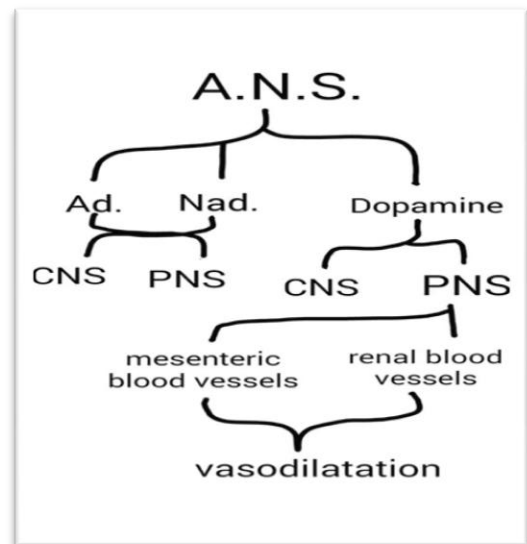 A.N.S.
Ad. Nad. Dopamine
CNS PNS CNS PNS
mesenteric
blood vessels
renal blood
vessels
vasodilatation